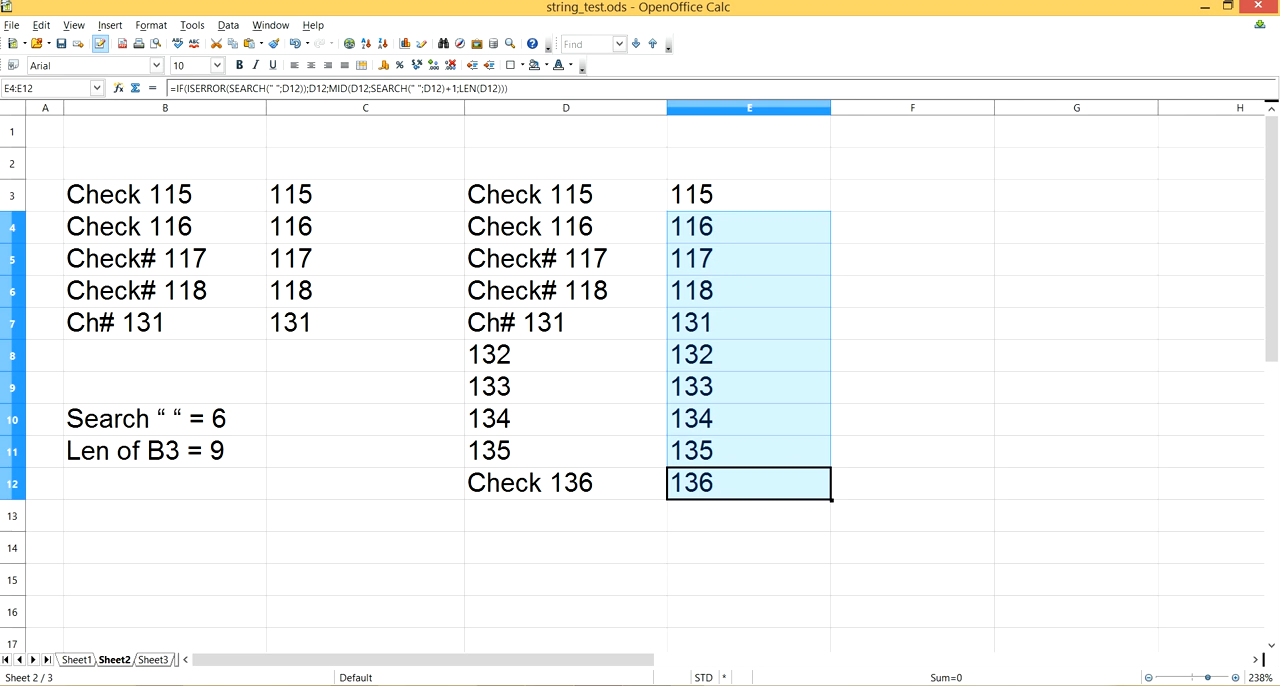 string_test.ods - OpenOffice Calc
File Edit View Insert Format Tools Data Window Help
Find
Arial 10 B I U
E4:E12 =IF(ISERROR(SEARCH(" ";D12));D12;MID(D12;SEARCH(" ";D12)+1;LEN(D12)))
A B C D E F G H
1
2
3 Check 115 115 Check 115 115
4 Check 116 116 Check 116 116
5 Check# 117 117 Check# 117 117
6 Check# 118 118 Check# 118 118
7 Ch# 131 131 Ch# 131 131
8 132 132
9 133 133
10 Search “ “ = 6 134 134
11 Len of B3 = 9 135 135
12 Check 136 136
13
14
15
16
17
Sheet1 Sheet2 Sheet3
Sheet 2 / 3 Default STD * Sum=0 238%